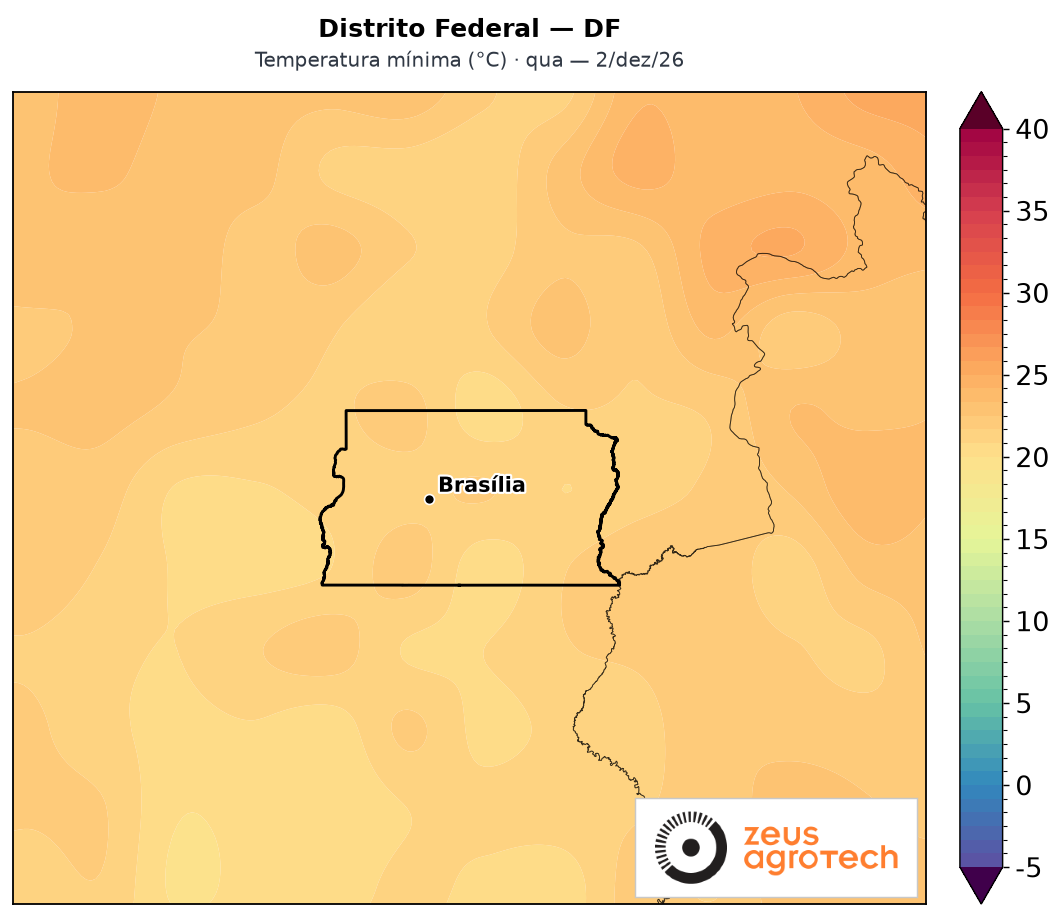 Distrito Federal — DF
Temperatura mínima (°C) · qua — 2/dez/26
40
35
30
25
20
15
10
5
0
-5
Brasília
zeus
agrotech